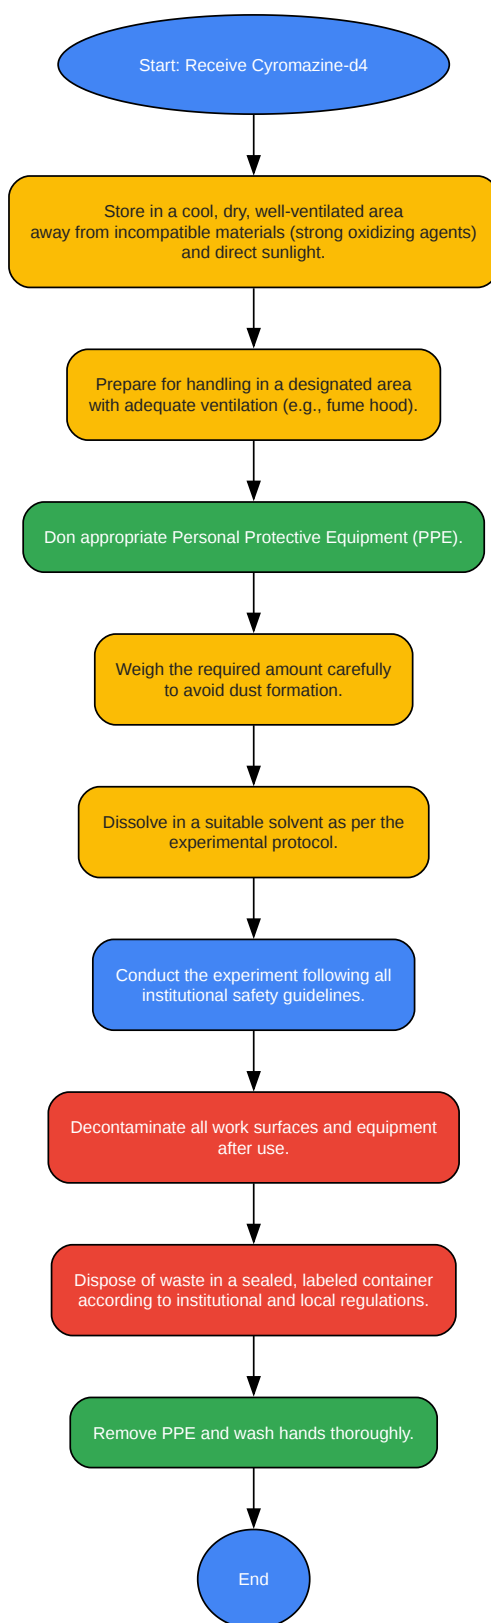 Start: Receive Cyromazine-d4
Store in a cool, dry, well-ventilated area
away from incompatible materials (strong oxidizing agents)
and direct sunlight.
Prepare for handling in a designated area
with adequate ventilation (e.g., fume hood).
Don appropriate Personal Protective Equipment (PPE).
Weigh the required amount carefully
to avoid dust formation.
Dissolve in a suitable solvent as per the
experimental protocol.
Conduct the experiment following all
institutional safety guidelines.
Decontaminate all work surfaces and equipment
after use.
Dispose of waste in a sealed, labeled container
according to institutional and local regulations.
Remove PPE and wash hands thoroughly.
End